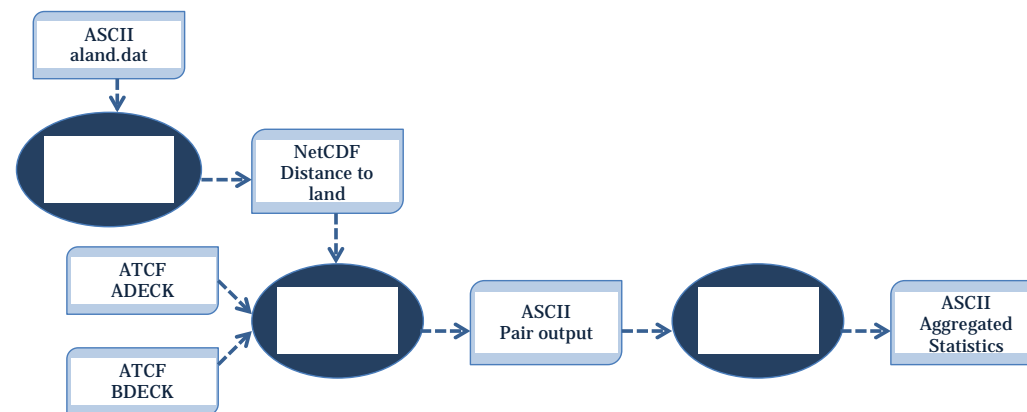 ASCII
aland.dat
NetCDF
Distance to
land
ATCF
ADECK
ATCF
BDECK
ASCII
Pair output
ASCII
Aggregated
Statistics